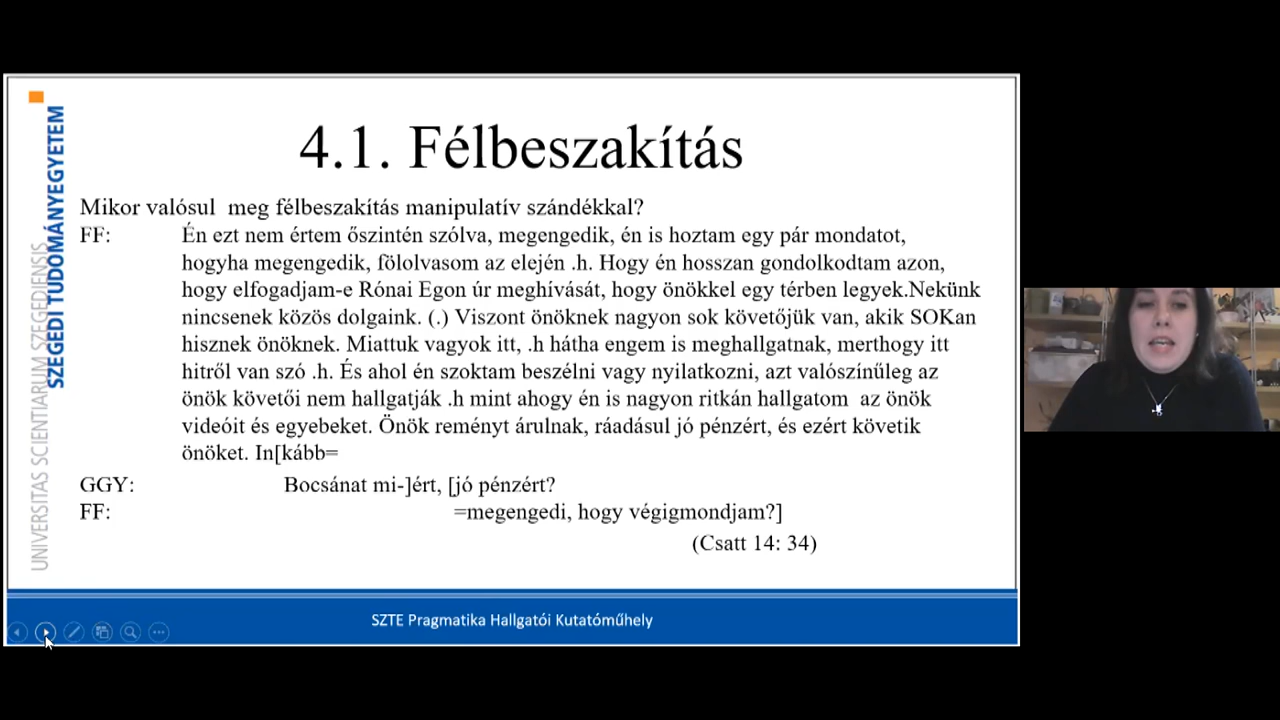 4.1. Félbeszakítás
Mikor valósul meg félbeszakítás manipulatív szándékkal?
FF: Én ezt nem értem őszintén szólva, megengedik, én is hoztam egy pár mondatot,
hogyha megengedik, fölolvasom az elején .h. Hogy én hosszan gondolkodtam azon,
hogy elfogadjam-e Rónai Egon úr meghívását, hogy önökkel egy térben legyek.Nekünk
nincsenek közös dolgaink. (.) Viszont önöknek nagyon sok követőjük van, akik SOKan
hisznek önöknek. Miattuk vagyok itt, .h hátha engem is meghallgatnak, merthogy itt
hitről van szó .h. És ahol én szoktam beszélni vagy nyilatkozni, azt valószínűleg az
önök követői nem hallgatják .h mint ahogy én is nagyon ritkán hallgatom az önök
videóit és egyebeket. Önök reményt árulnak, ráadásul jó pénzért, és ezért követik
önöket. In[kább=
GGY: Bocsánat mi-]ért, [jó pénzért?
FF: =megengedi, hogy végigmondjam?]
(Csatt 14: 34)
SZTE Pragmatika Hallgatói Kutatóműhely
UNIVERSITAS SCIENTIARUM SZEGEDIENSIS
SZEGEDI TUDOMÁNYEGYETEM